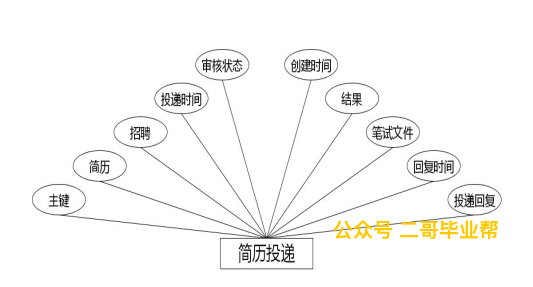 审核状态
创建时间
投递时间
结果
招聘
笔试文件
简历
回复时间
主键
投递回复
公众号 二哥毕业帮
简历投递